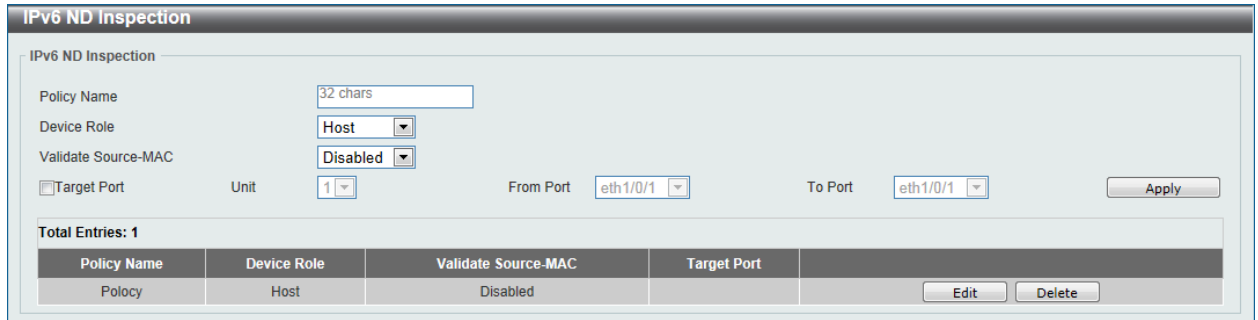 IPv6 ND Inspection
IPv6 ND Inspection
Policy Name 32 chars
Device Role Host
Validate Source-MAC Disabled
Target Port Unit 1 From Port eth1/0/1 To Port eth1/0/1 Apply
Total Entries: 1
Policy Name Device Role Validate Source-MAC Target Port
Polocy Host Disabled Edit Delete